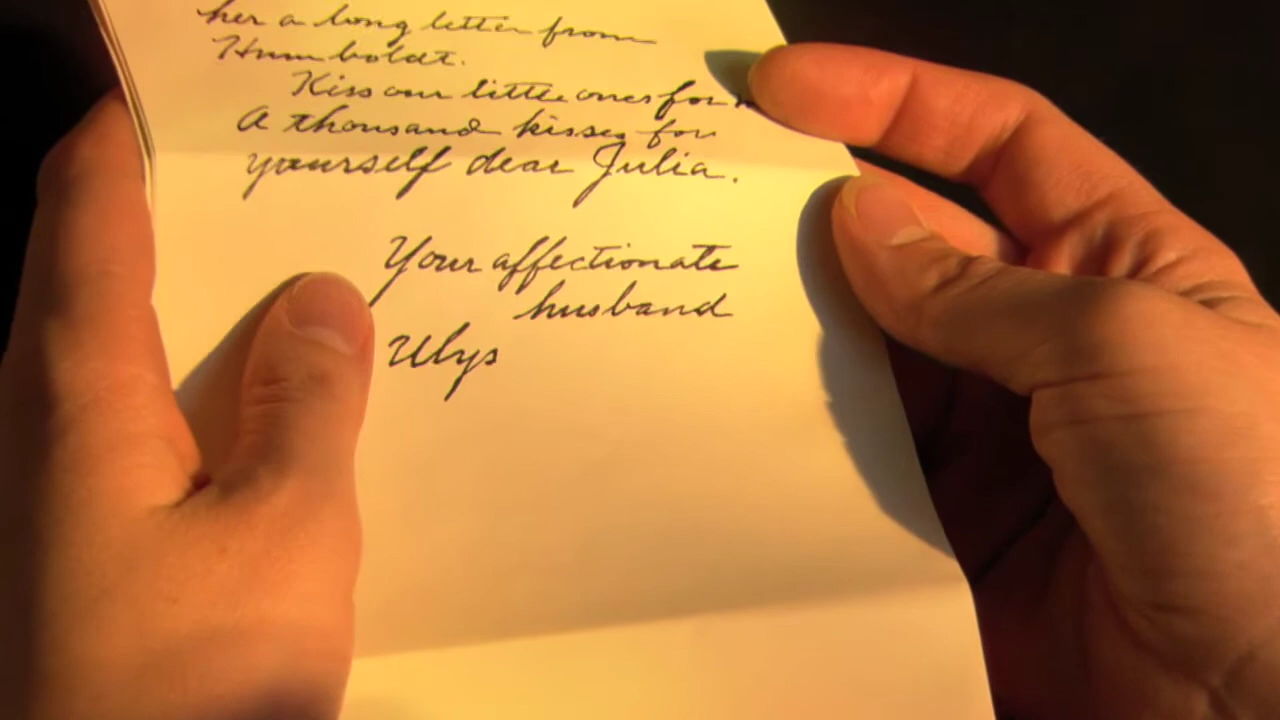 her a long letter from
Humboldt.
Kiss our little ones for
A thousand kisses for
yourself dear Julia.
Your affectionate
husband
Ulys